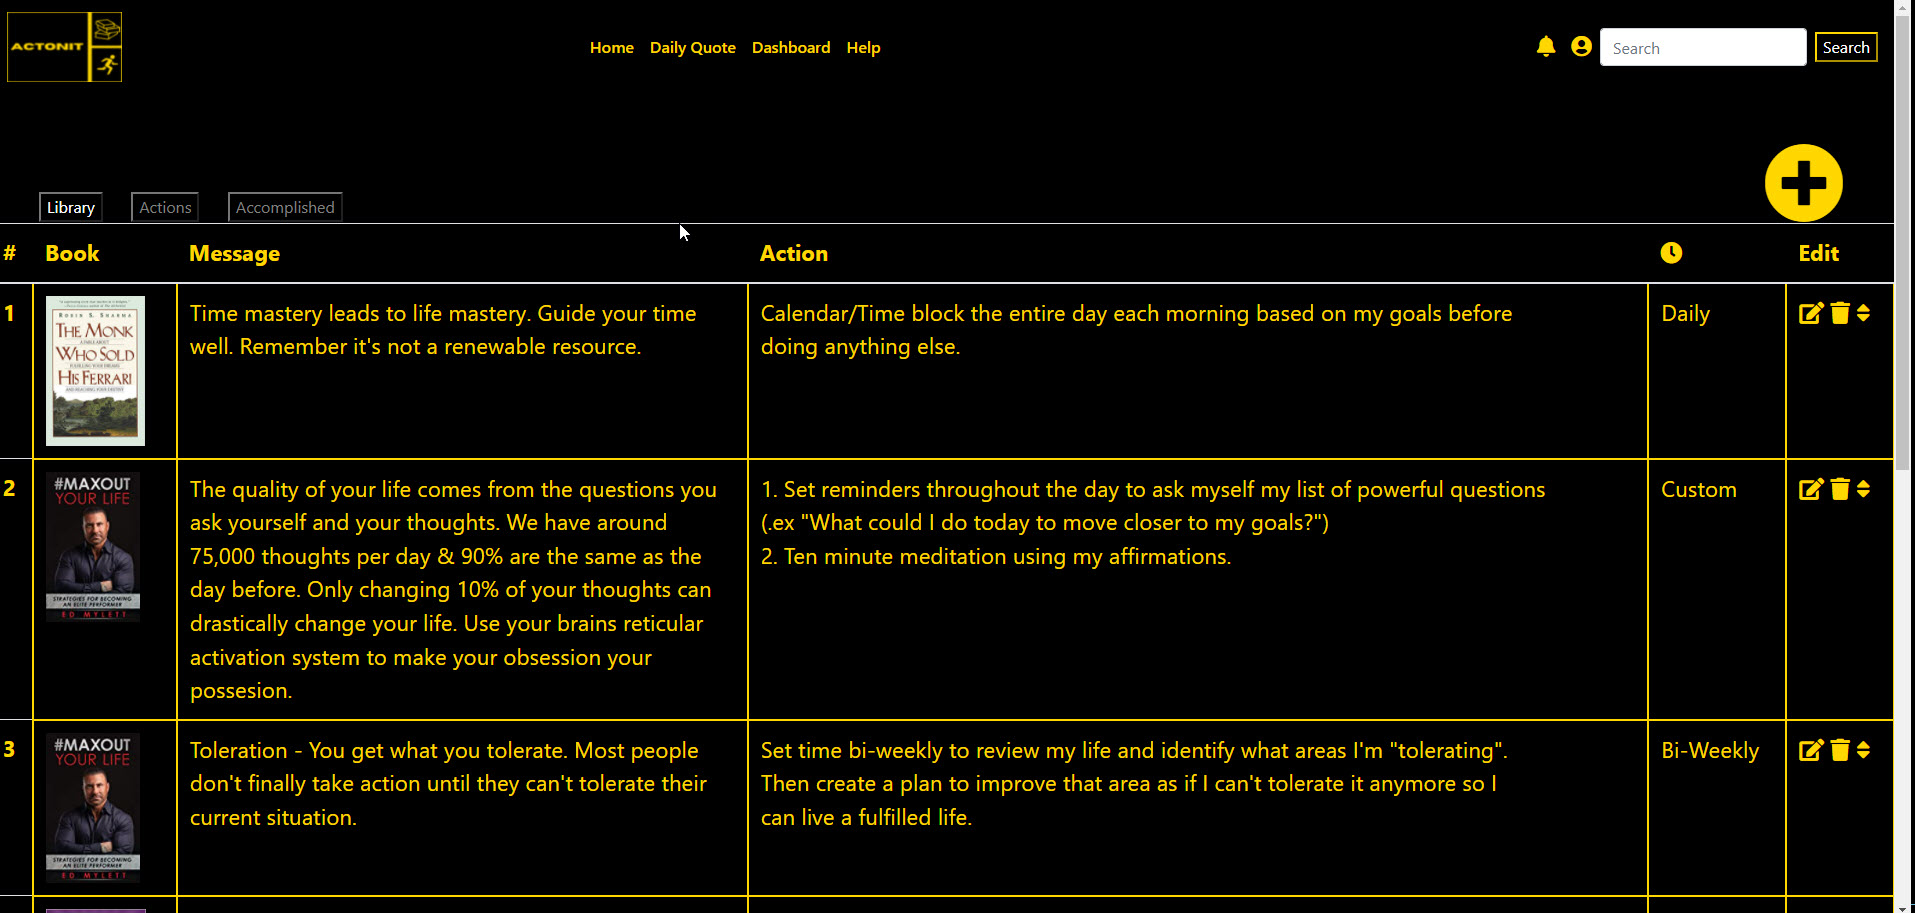 ACTONIT
Home Daily Quote Dashboard Help
Search Search
Library Actions Accomplished
# Book Message Action Edit
1
ROBIN S. SHARMA
THE MONK
A FABLE ABOUT
WHO SOLD
FULFILLING YOUR DREAMS
HIS FERRARI
AND REACHING YOUR DESTINY
Time mastery leads to life mastery. Guide your time
well. Remember it's not a renewable resource.
Calendar/Time block the entire day each morning based on my goals before
doing anything else.
Daily
2
#MAXOUT
YOUR LIFE
STRATEGIES FOR BECOMING
AN ELITE PERFORMER
ED MYLETT
The quality of your life comes from the questions you
ask yourself and your thoughts. We have around
75,000 thoughts per day & 90% are the same as the
day before. Only changing 10% of your thoughts can
drastically change your life. Use your brains reticular
activation system to make your obsession your
possesion.
1. Set reminders throughout the day to ask myself my list of powerful questions
(.ex "What could I do today to move closer to my goals?")
2. Ten minute meditation using my affirmations.
Custom
3
#MAXOUT
YOUR LIFE
STRATEGIES FOR BECOMING
AN ELITE PERFORMER
ED MYLETT
Toleration - You get what you tolerate. Most people
don't finally take action until they can't tolerate their
current situation.
Set time bi-weekly to review my life and identify what areas I'm "tolerating".
Then create a plan to improve that area as if I can't tolerate it anymore so I
can live a fulfilled life.
Bi-Weekly